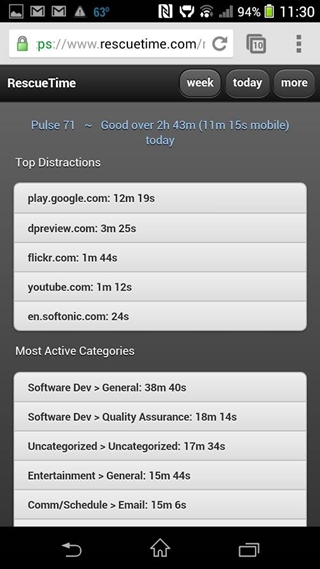 63°
94%
11:30
ps://www.rescuetime.com/r
10
RescueTime
week
today
more
Pulse 71 ~ Good over 2h 43m (11m 15s mobile)
today
Top Distractions
play.google.com: 12m 19s
dpreview.com: 3m 25s
flickr.com: 1m 44s
youtube.com: 1m 12s
en.softonic.com: 24s
Most Active Categories
Software Dev > General: 38m 40s
Software Dev > Quality Assurance: 18m 14s
Uncategorized > Uncategorized: 17m 34s
Entertainment > General: 15m 44s
Comm/Schedule > Email: 15m 6s